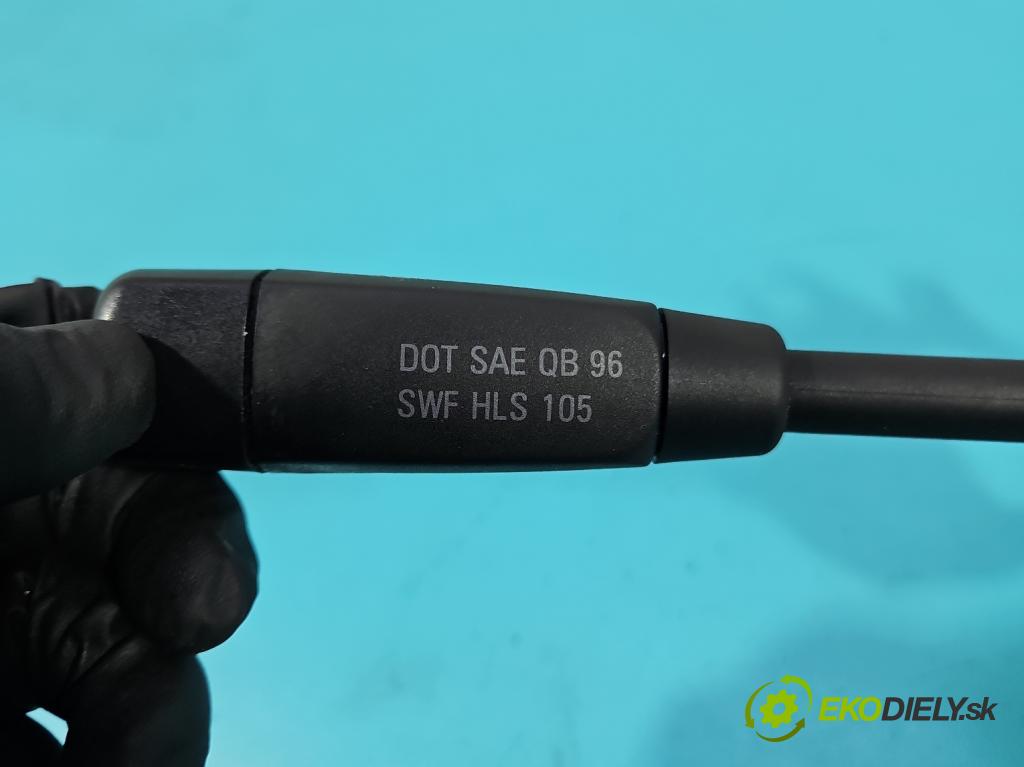 DOT SAE QB 96
SWF HLS 105
EKODIELY.sk